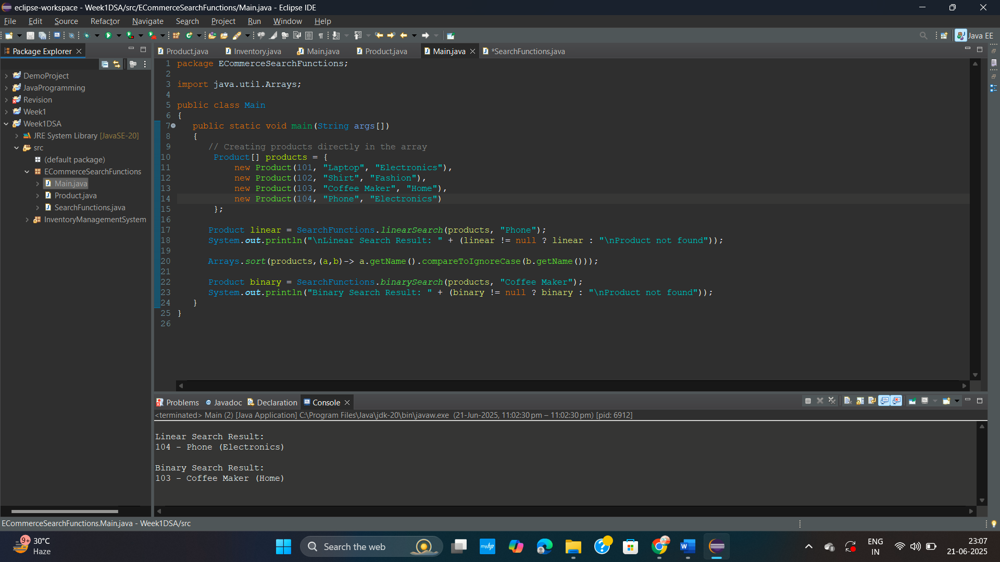 eclipse-workspace - Week1DSA/src/ECommerceSearchFunctions/Main.java - Eclipse IDE
File Edit Source Refactor Navigate Search Project Run Window Help
Java EE
Package Explorer
Product.java Inventory.java Main.java Product.java Main.java *SearchFunctions.java
DemoProject
JavaProgramming
Revision
Week1
Week1DSA
JRE System Library [JavaSE-20]
src
(default package)
ECommerceSearchFunctions
Main.java
Product.java
SearchFunctions.java
InventoryManagementSystem
1 package ECommerceSearchFunctions;
2
3 import java.util.Arrays;
4
5 public class Main
6 {
7 public static void main(String args[])
8 {
9 // Creating products directly in the array
10 Product[] products = {
11 new Product(101, "Laptop", "Electronics"),
12 new Product(102, "Shirt", "Fashion"),
13 new Product(103, "Coffee Maker", "Home"),
14 new Product(104, "Phone", "Electronics")
15 };
16
17 Product linear = SearchFunctions.linearSearch(products, "Phone");
18 System.out.println("\nLinear Search Result: " + (linear != null ? linear : "\nProduct not found"));
19
20 Arrays.sort(products,(a,b)-> a.getName().compareToIgnoreCase(b.getName()));
21
22 Product binary = SearchFunctions.binarySearch(products, "Coffee Maker");
23 System.out.println("Binary Search Result: " + (binary != null ? binary : "\nProduct not found"));
24 }
25 }
26
Problems Javadoc Declaration Console
<terminated> Main (2) [Java Application] C:\Program Files\Java\jdk-20\bin\javaw.exe (21-Jun-2025, 11:02:30 pm – 11:02:30 pm) [pid: 6912]
Linear Search Result:
104 - Phone (Electronics)
Binary Search Result:
103 - Coffee Maker (Home)
ECommerceSearchFunctions.Main.java - Week1DSA/src
9+
30°C
Haze
Search the web
myhp
ENG
IN
23:07
21-06-2025